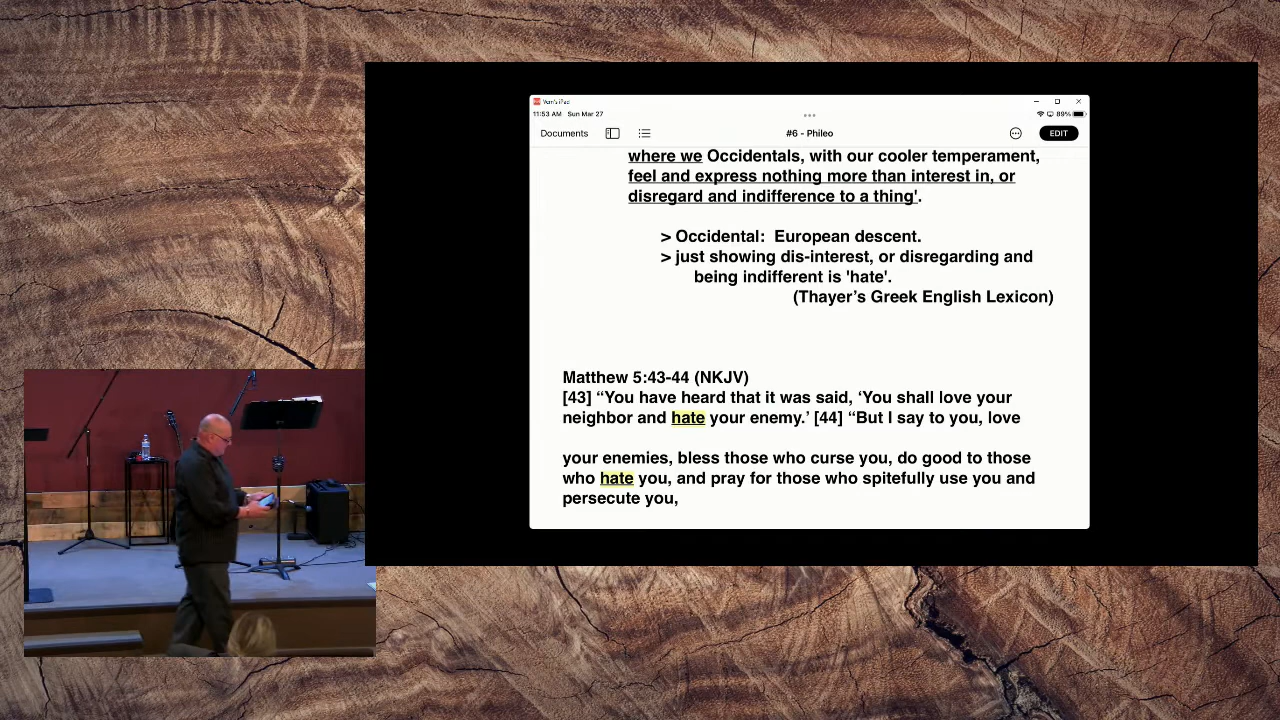 Vern's iPad
11:53 AM Sun Mar 27
89%
Documents
#6 - Phileo
EDIT
where we Occidentals, with our cooler temperament,
feel and express nothing more than interest in, or
disregard and indifference to a thing'.
> Occidental: European descent.
> just showing dis-interest, or disregarding and
being indifferent is 'hate'.
(Thayer’s Greek English Lexicon)
Matthew 5:43-44 (NKJV)
[43] “You have heard that it was said, ‘You shall love your
neighbor and hate your enemy.’ [44] “But I say to you, love
your enemies, bless those who curse you, do good to those
who hate you, and pray for those who spitefully use you and
persecute you,